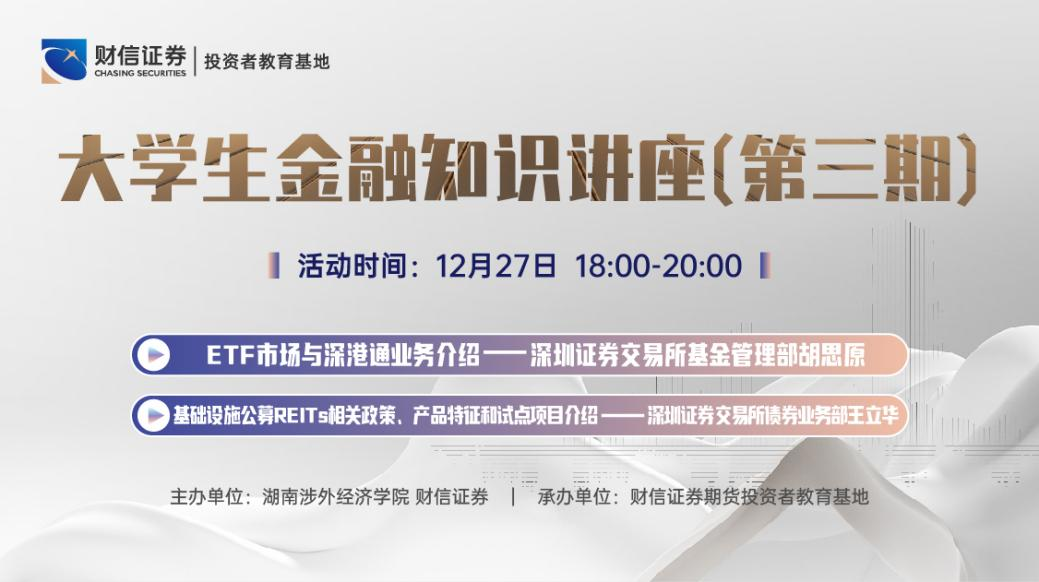 财信证券 | 投资者教育基地
CHASING SECURITIES
大学生金融知识讲座(第三期)
活动时间：12月27日 18:00-20:00
ETF市场与深港通业务介绍——深圳证券交易所基金管理部胡思原
基础设施公募REITs相关政策、产品特征和试点项目介绍——深圳证券交易所债券业务部王立华
主办单位：湖南涉外经济学院 财信证券 | 承办单位：财信证券期货投资者教育基地